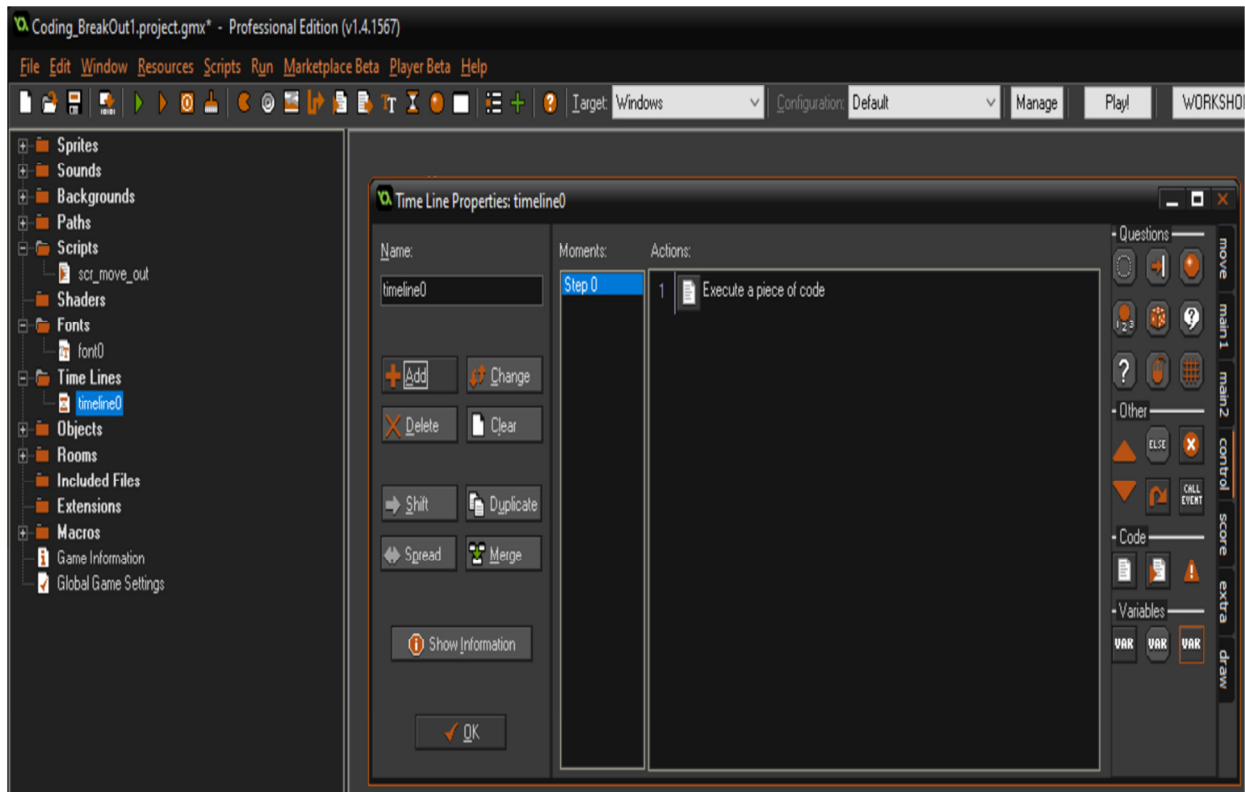 Coding_BreakOut1.project.gmx* - Professional Edition (v1.4.1567)
File Edit Window Resources Scripts Run Marketplace Beta Player Beta Help
Target: Windows Configuration: Default Manage Play! WORKSHO
Sprites
Sounds
Backgrounds
Paths
Scripts
scr_move_out
Shaders
Fonts
font0
Time Lines
timeline0
Objects
Rooms
Included Files
Extensions
Macros
Game Information
Global Game Settings
Time Line Properties: timeline0
Name:
timeline0
Add Change
Delete Clear
Shift Duplicate
Spread Merge
Show Information
OK
Moments:
Step 0
Actions:
1 Execute a piece of code
Questions
1 2 3
?
?
Other
ELSE
CALL EVENT
Code
Variables
VAR VAR VAR
move
main1
main2
control
score
extra
draw